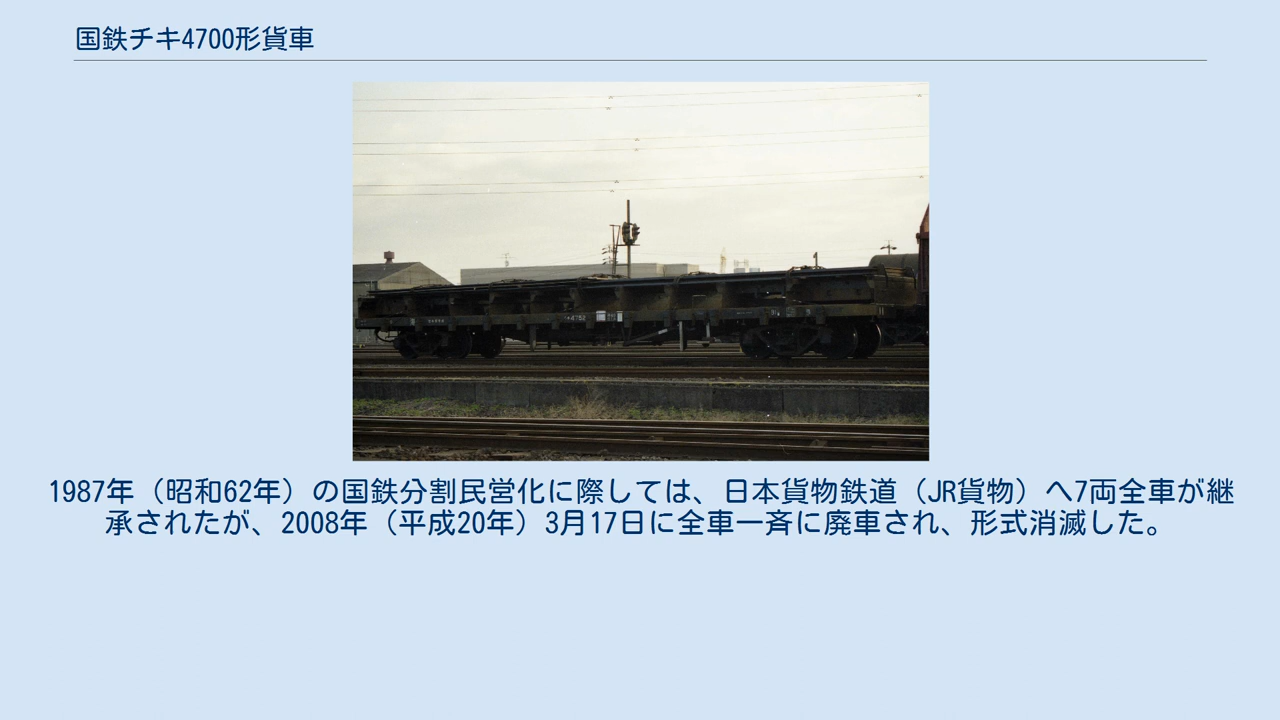 国鉄チキ4700形貨車
1987年（昭和62年）の国鉄分割民営化に際しては、日本貨物鉄道（JR貨物）へ7両全車が継
承されたが、2008年（平成20年）3月17日に全車一斉に廃車され、形式消滅した。